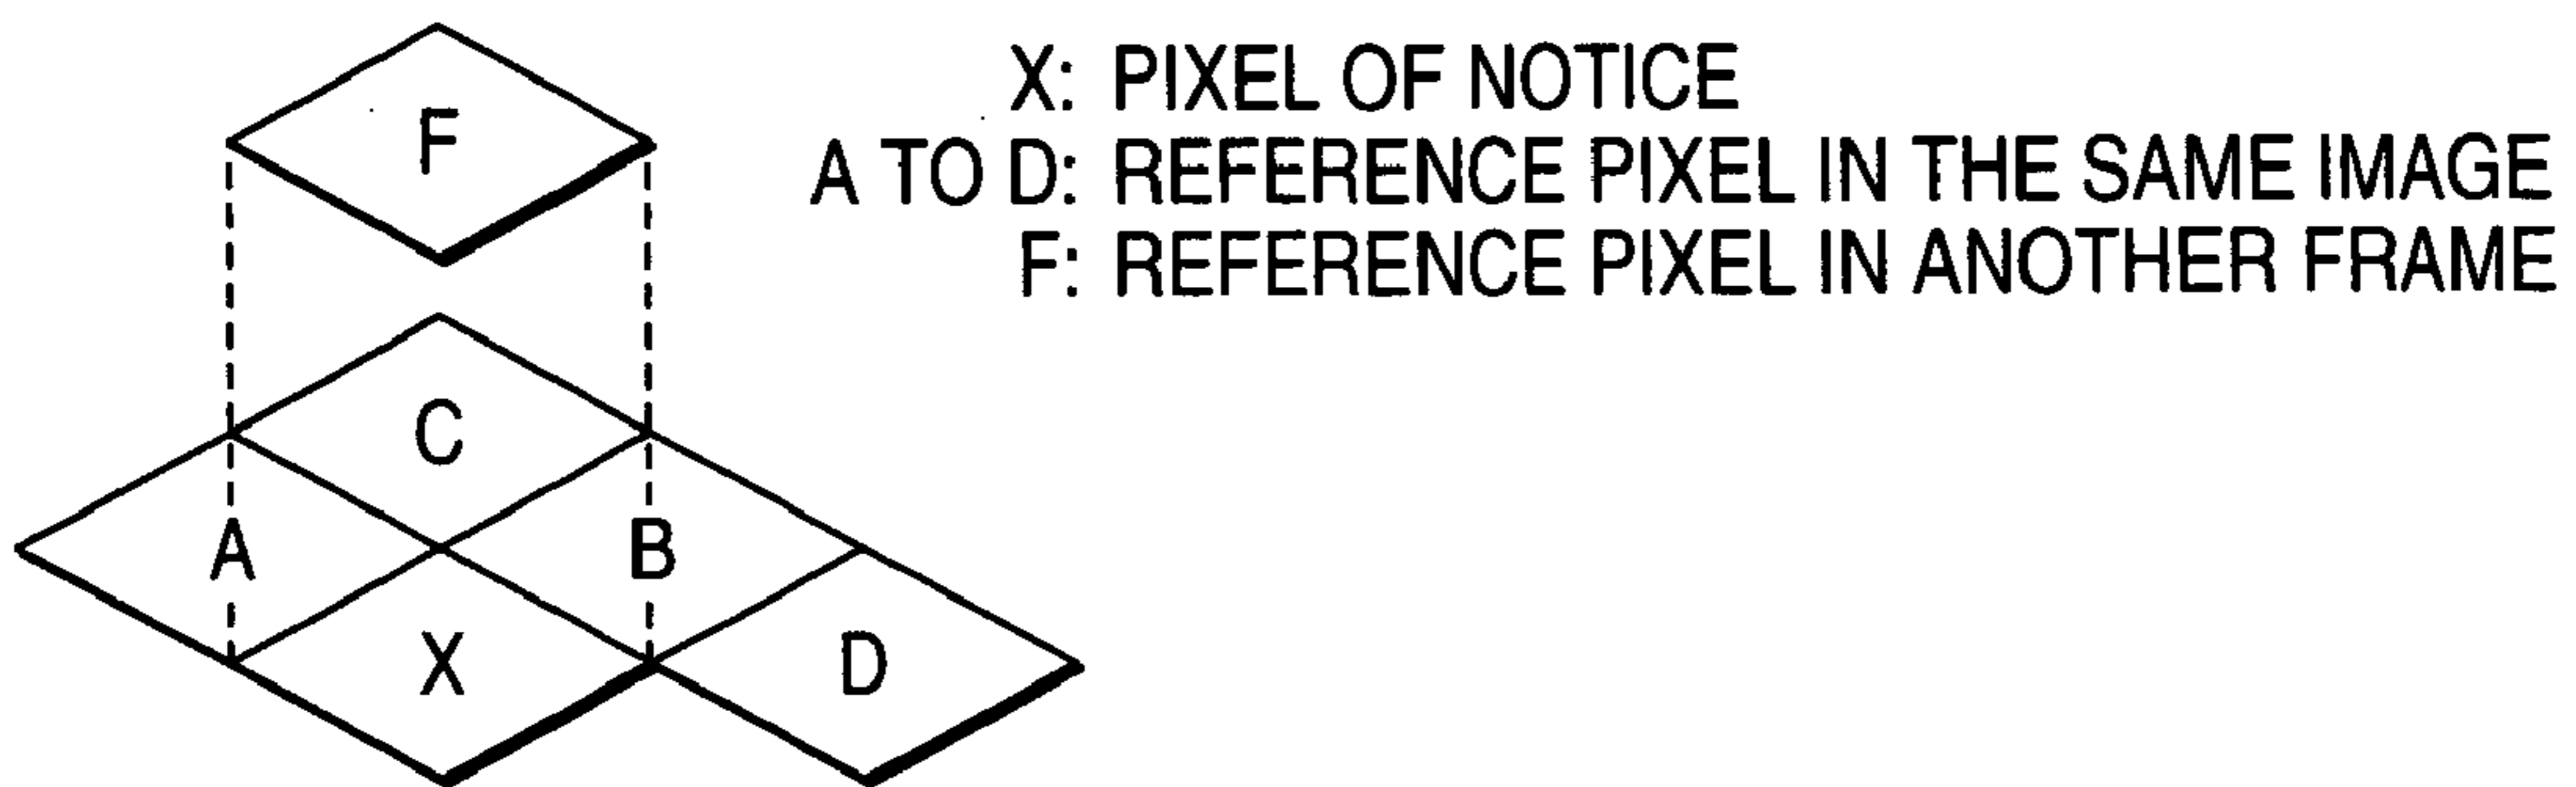 F
X: PIXEL OF NOTICE
A TO D: REFERENCE PIXEL IN THE SAME IMAGE
F: REFERENCE PIXEL IN ANOTHER FRAME
C
A B
X D